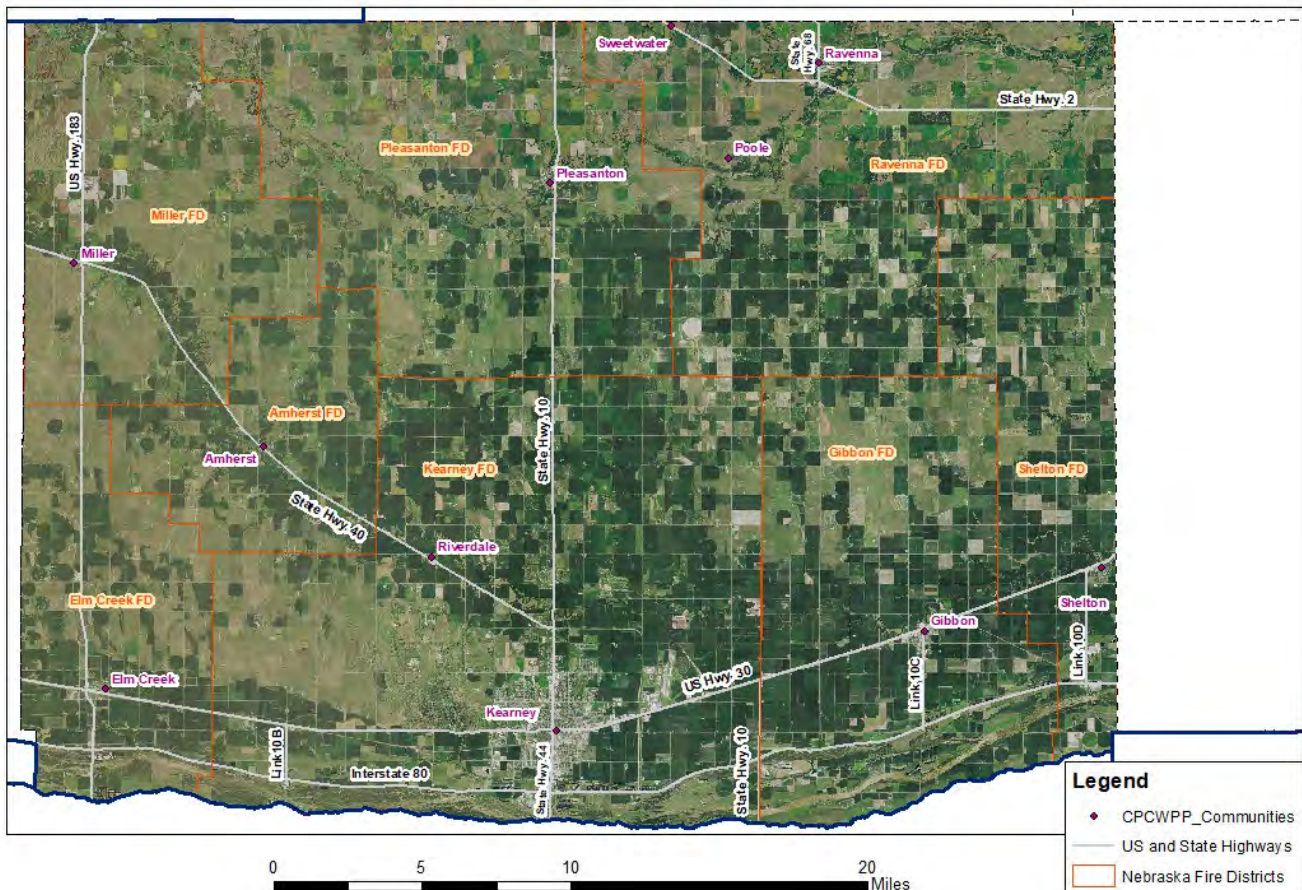 Sweetwater
State
Hwy. 68
Ravenna
State Hwy. 2
US Hwy. 183
Pleasanton FD
Poole
Ravenna FD
Pleasanton
Miller FD
Miller
State Hwy. 10
Amherst FD
Amherst
Kearney FD
Gibbon FD
Shelton FD
State Hwy. 40
Riverdale
Elm Creek FD
Shelton
Gibbon
Link 10D
Elm Creek
US Hwy. 30
Link 10C
Kearney
Link10B
Interstate 80
State Hwy. 44
State Hwy. 10
Legend
CPCWPP_Communities
US and State Highways
Nebraska Fire Districts
0
5
10
20
Miles